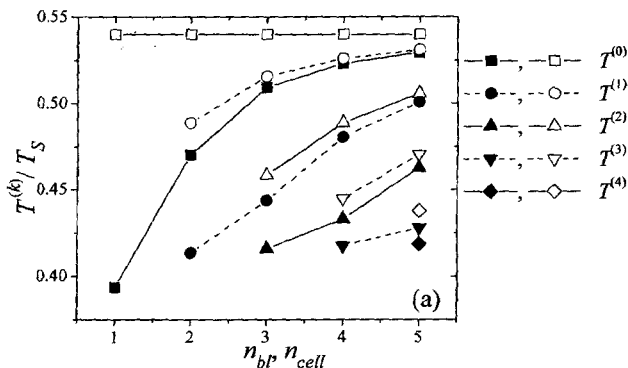 0.55
0.50
0.45
0.40
T^(k)/T_S
1 2 3 4 5
n_bl, n_cell
(a)
, T^(0)
, T^(1)
, T^(2)
, T^(3)
, T^(4)